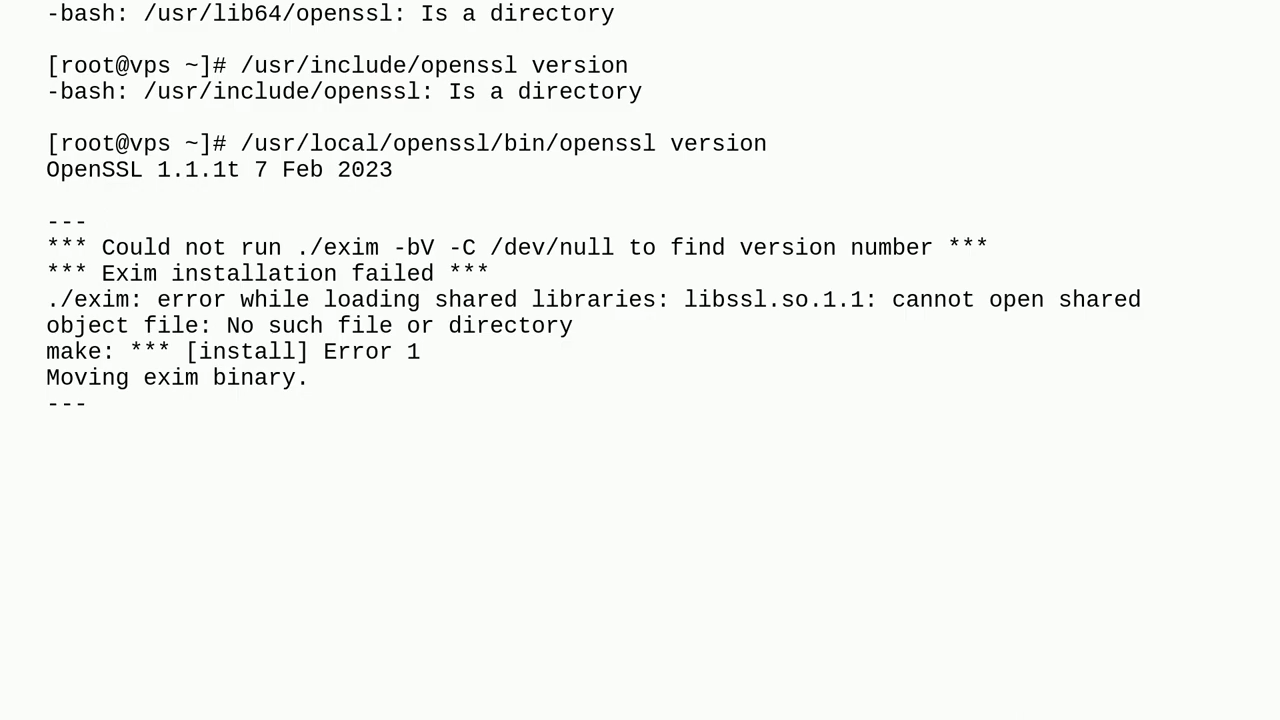 -bash: /usr/lib64/openssl: Is a directory
[root@vps ~]# /usr/include/openssl version
-bash: /usr/include/openssl: Is a directory
[root@vps ~]# /usr/local/openssl/bin/openssl version
OpenSSL 1.1.1t 7 Feb 2023
---
*** Could not run ./exim -bV -C /dev/null to find version number ***
*** Exim installation failed ***
./exim: error while loading shared libraries: libssl.so.1.1: cannot open shared
object file: No such file or directory
make: *** [install] Error 1
Moving exim binary.
---